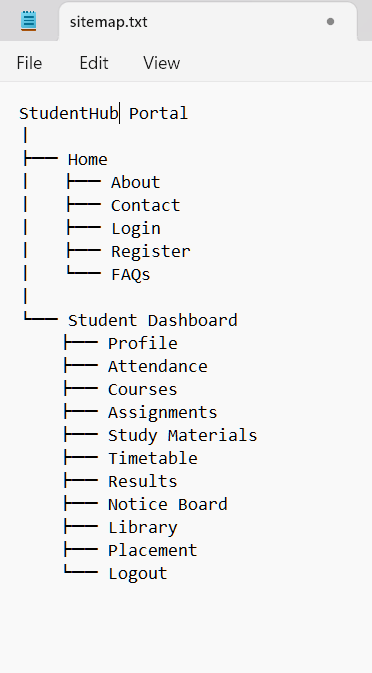 sitemap.txt
File Edit View
StudentHub Portal
│
├── Home
│   ├── About
│   ├── Contact
│   ├── Login
│   ├── Register
│   └── FAQs
│
└── Student Dashboard
    ├── Profile
    ├── Attendance
    ├── Courses
    ├── Assignments
    ├── Study Materials
    ├── Timetable
    ├── Results
    ├── Notice Board
    ├── Library
    ├── Placement
    └── Logout